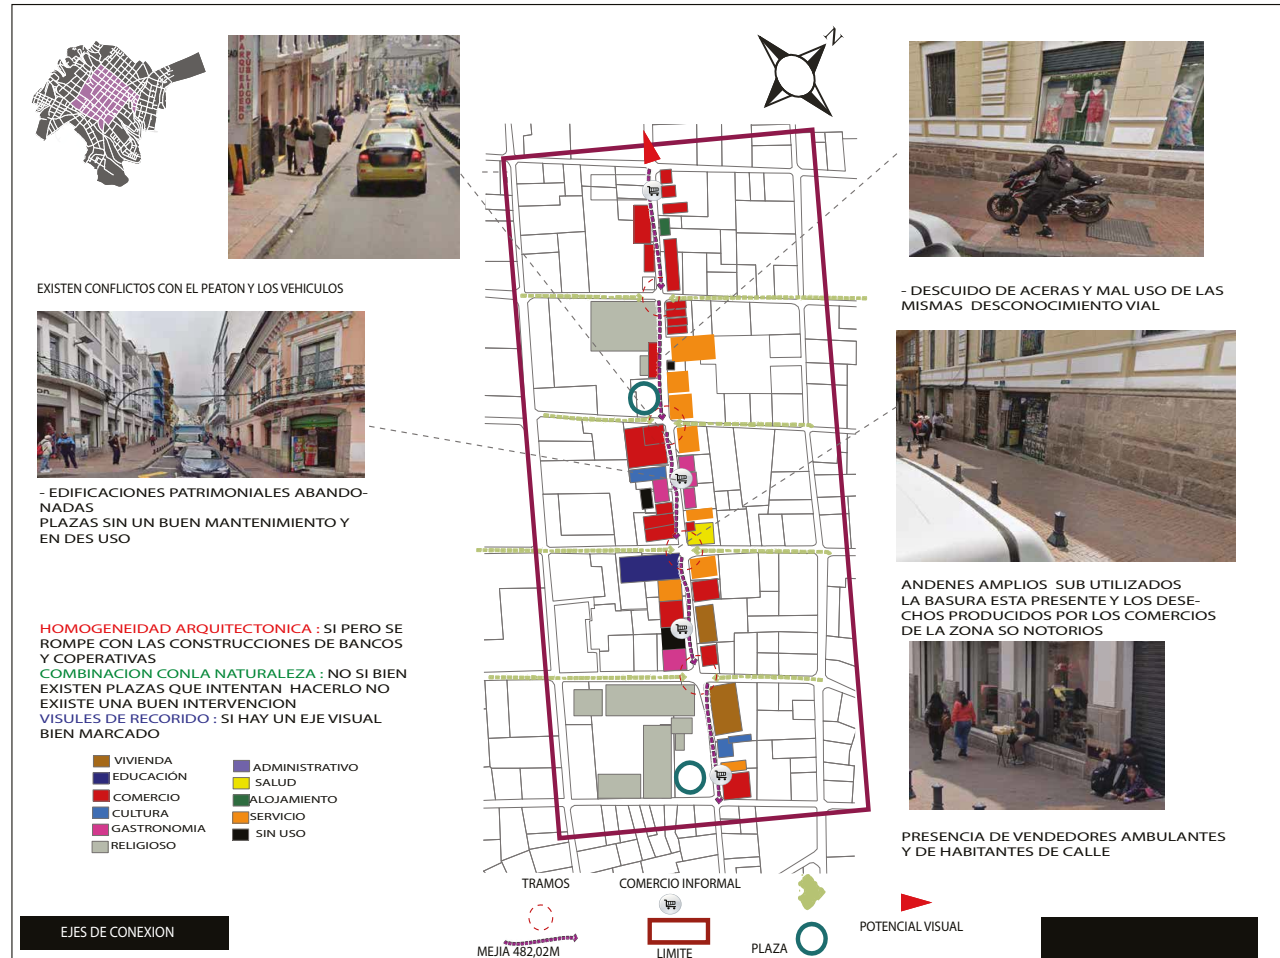 N
PARQUEADERO
PÚBLICO
EXISTEN CONFLICTOS CON EL PEATON Y LOS VEHICULOS
- EDIFICACIONES PATRIMONIALES ABANDO-
NADAS
PLAZAS SIN UN BUEN MANTENIMIENTO Y
EN DES USO
HOMOGENEIDAD ARQUITECTONICA : SI PERO SE
ROMPE CON LAS CONSTRUCCIONES DE BANCOS
Y COPERATIVAS
COMBINACION CONLA NATURALEZA : NO SI BIEN
EXISTEN PLAZAS QUE INTENTAN HACERLO NO
EXIISTE UNA BUEN INTERVENCION
VISULES DE RECORIDO : SI HAY UN EJE VISUAL
BIEN MARCADO
VIVIENDA
EDUCACIÓN
COMERCIO
CULTURA
GASTRONOMIA
RELIGIOSO
ADMINISTRATIVO
SALUD
ALOJAMIENTO
SERVICIO
SIN USO
- DESCUIDO DE ACERAS Y MAL USO DE LAS
MISMAS DESCONOCIMIENTO VIAL
ANDENES AMPLIOS SUB UTILIZADOS
LA BASURA ESTA PRESENTE Y LOS DESE-
CHOS PRODUCIDOS POR LOS COMERCIOS
DE LA ZONA SO NOTORIOS
PRESENCIA DE VENDEDORES AMBULANTES
Y DE HABITANTES DE CALLE
TRAMOS
COMERCIO INFORMAL
POTENCIAL VISUAL
MEJIA 482,02M
LIMITE
PLAZA
EJES DE CONEXION